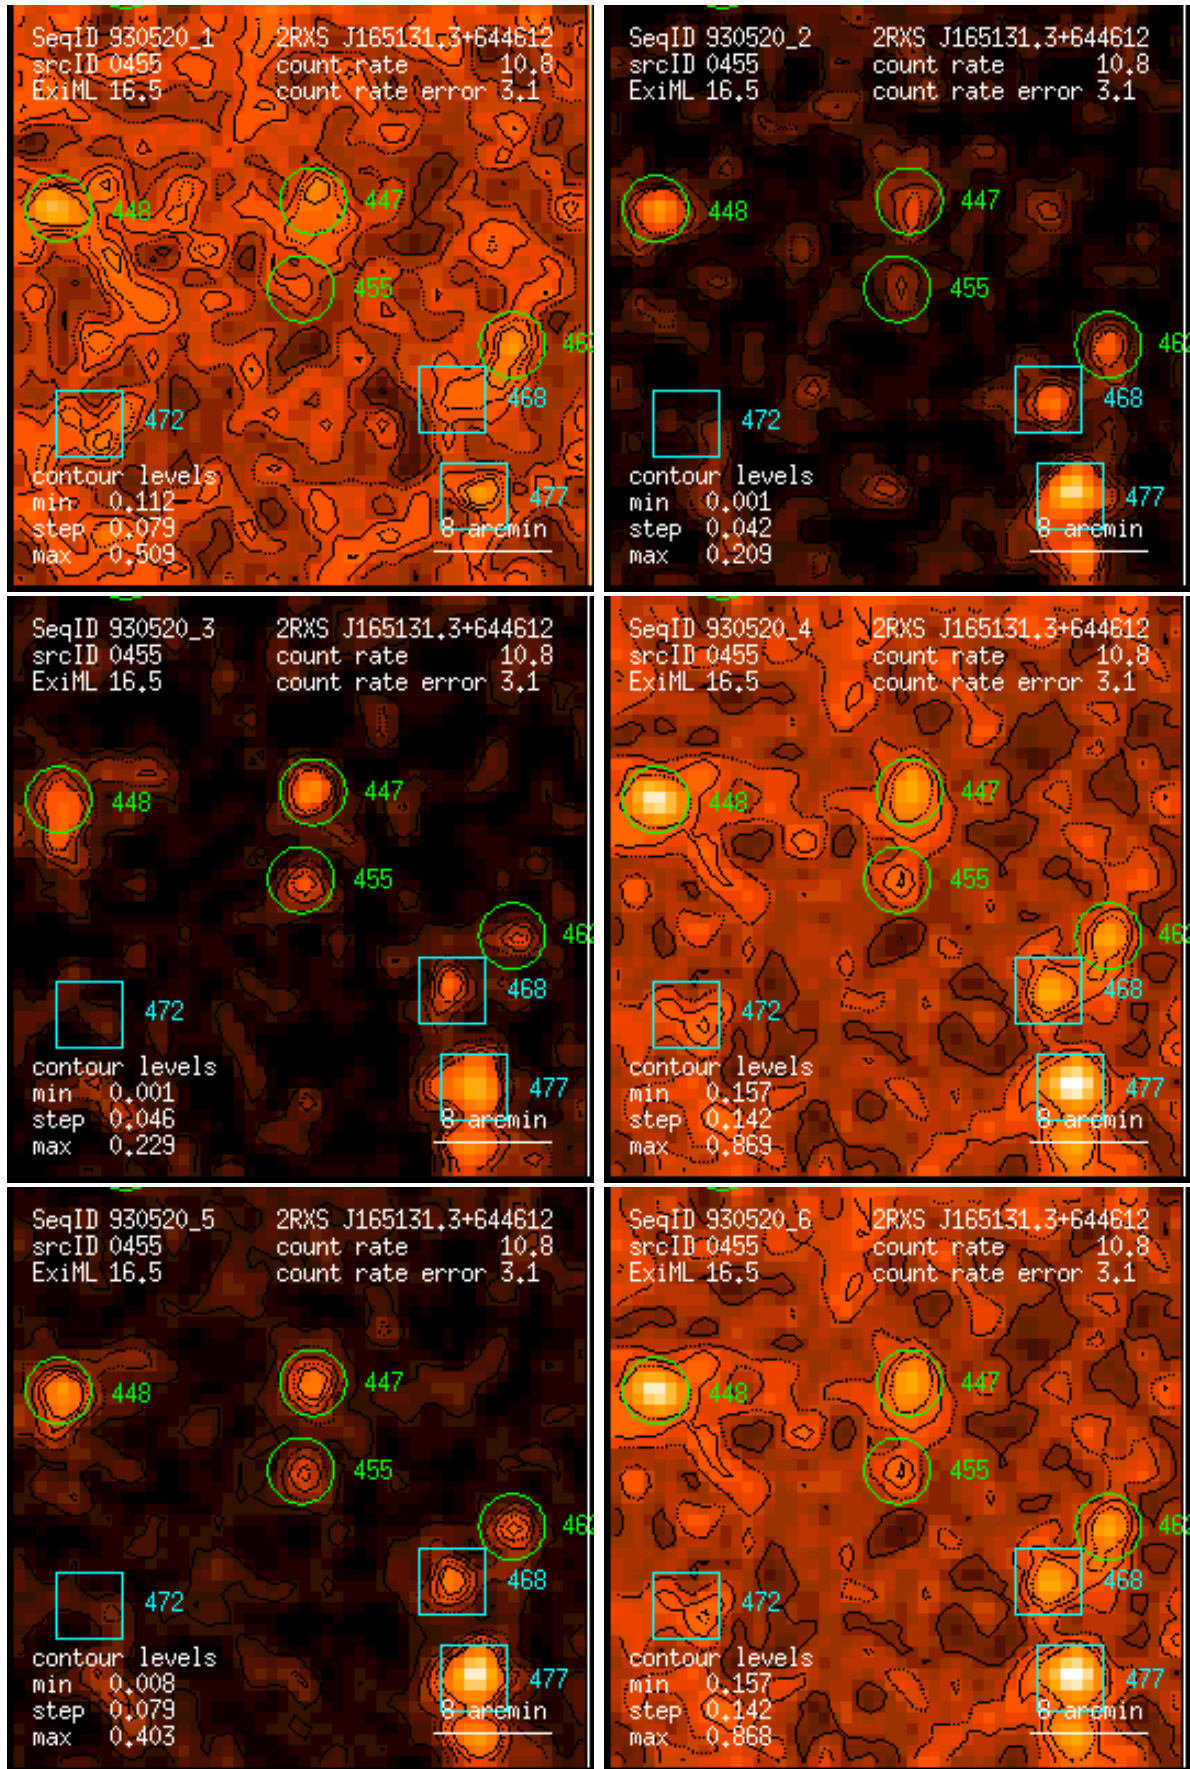 SeqID 930520_1 2RXS J165131.3+644612
srcID 0455 count rate 10.8
ExiML 16.5 count rate error 3.1
448 447
455
468
472
477
contour levels
min 0.112
step 0.079 8 arcmin
max 0.509
SeqID 930520_2 2RXS J165131.3+644612
srcID 0455 count rate 10.8
ExiML 16.5 count rate error 3.1
448 447
455
468
472
477
contour levels
min 0.001
step 0.042 8 arcmin
max 0.209
SeqID 930520_3 2RXS J165131.3+644612
srcID 0455 count rate 10.8
ExiML 16.5 count rate error 3.1
448 447
455
468
472
477
contour levels
min 0.001
step 0.046 8 arcmin
max 0.229
SeqID 930520_4 2RXS J165131.3+644612
srcID 0455 count rate 10.8
ExiML 16.5 count rate error 3.1
448 447
455
468
472
477
contour levels
min 0.157
step 0.142 8 arcmin
max 0.869
SeqID 930520_5 2RXS J165131.3+644612
srcID 0455 count rate 10.8
ExiML 16.5 count rate error 3.1
448 447
455
468
472
477
contour levels
min 0.008
step 0.079 8 arcmin
max 0.403
SeqID 930520_6 2RXS J165131.3+644612
srcID 0455 count rate 10.8
ExiML 16.5 count rate error 3.1
448 447
455
468
472
477
contour levels
min 0.157
step 0.142 8 arcmin
max 0.868